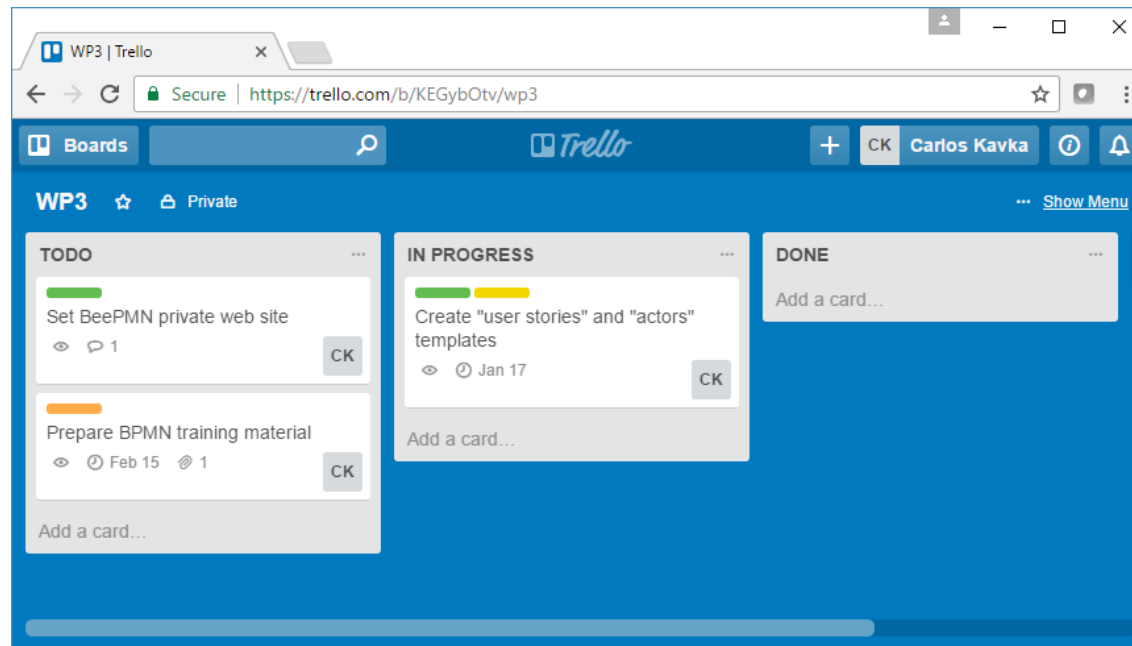 WP3 | Trello
Secure | https://trello.com/b/KEGybOtv/wp3
Boards
Trello
CK Carlos Kavka
WP3
Private
... Show Menu
TODO ...
Set BeePMN private web site
1
CK
Prepare BPMN training material
Feb 15 1
CK
Add a card...
IN PROGRESS ...
Create "user stories" and "actors"
templates
Jan 17
CK
Add a card...
DONE ...
Add a card...